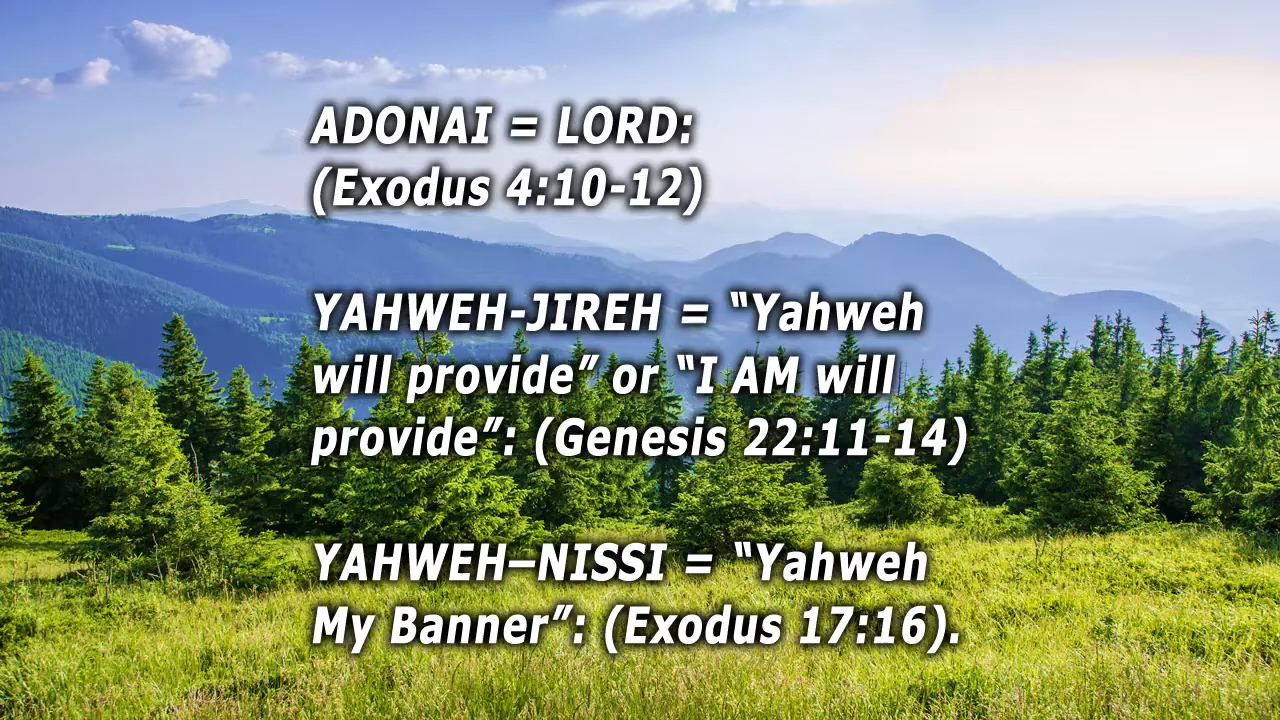 ADONAI = LORD:
(Exodus 4:10-12)
YAHWEH-JIREH = “Yahweh
will provide” or “I AM will
provide”: (Genesis 22:11-14)
YAHWEH–NISSI = “Yahweh
My Banner”: (Exodus 17:16).